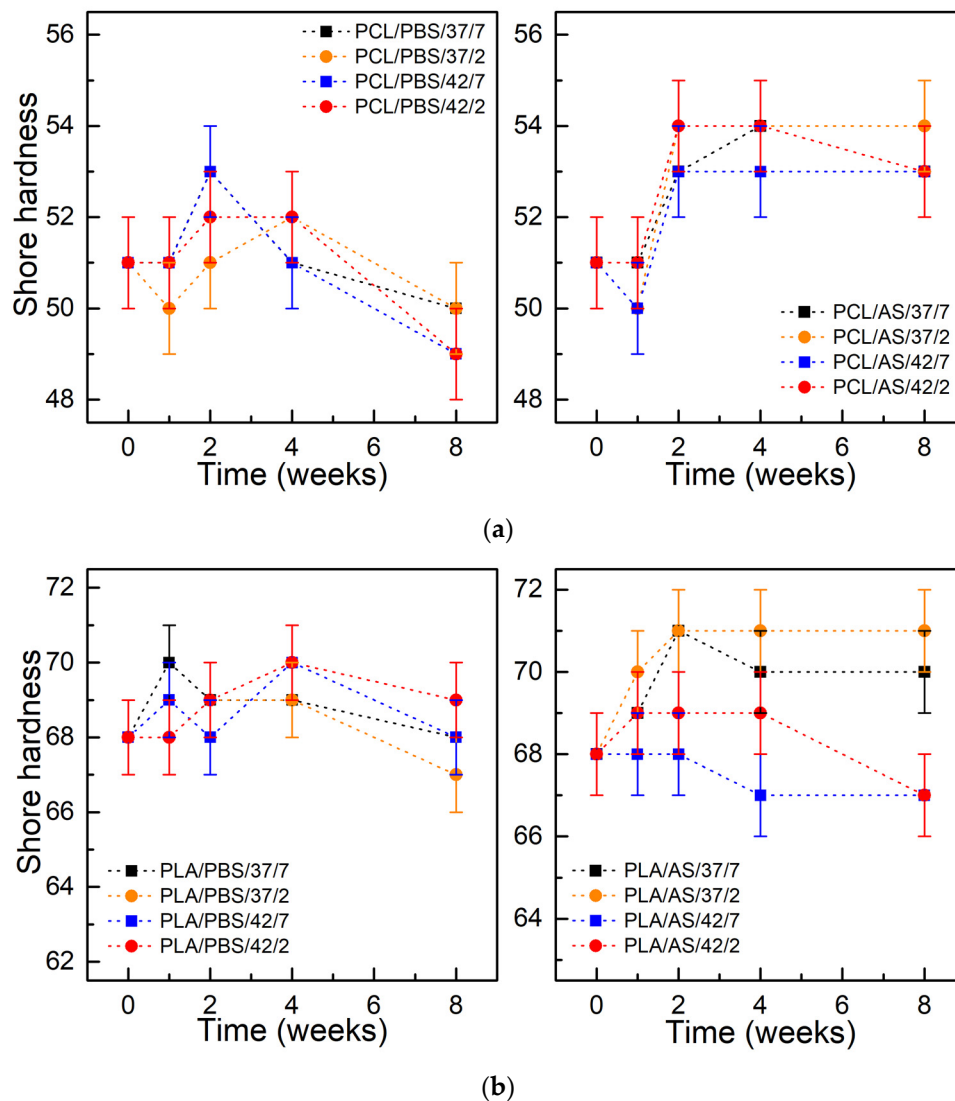 Shore hardness
56
54
52
50
48
0
2
4
6
8
Time (weeks)
PCL/PBS/37/7
PCL/PBS/37/2
PCL/PBS/42/7
PCL/PBS/42/2
56
54
52
50
48
0
2
4
6
8
Time (weeks)
PCL/AS/37/7
PCL/AS/37/2
PCL/AS/42/7
PCL/AS/42/2
(a)
Shore hardness
72
70
68
66
64
62
0
2
4
6
8
Time (weeks)
PLA/PBS/37/7
PLA/PBS/37/2
PLA/PBS/42/7
PLA/PBS/42/2
72
70
68
66
64
0
2
4
6
8
Time (weeks)
PLA/AS/37/7
PLA/AS/37/2
PLA/AS/42/7
PLA/AS/42/2
(b)